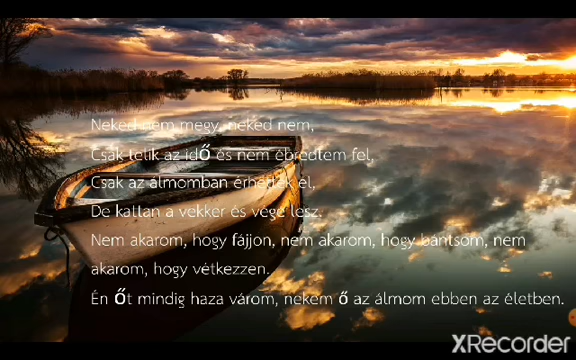 Neked nem megy, neked nem,
Csak telik az idő és nem ébredtem fel,
Csak az álmomban érhetlek el,
De kattan a vekker és vége lesz.
Nem akarom, hogy fájjon, nem akarom, hogy bántsom, nem
akarom, hogy vétkezzen.
Én Őt mindig haza várom, nekem ő az álmom ebben az életben.
XRecorder